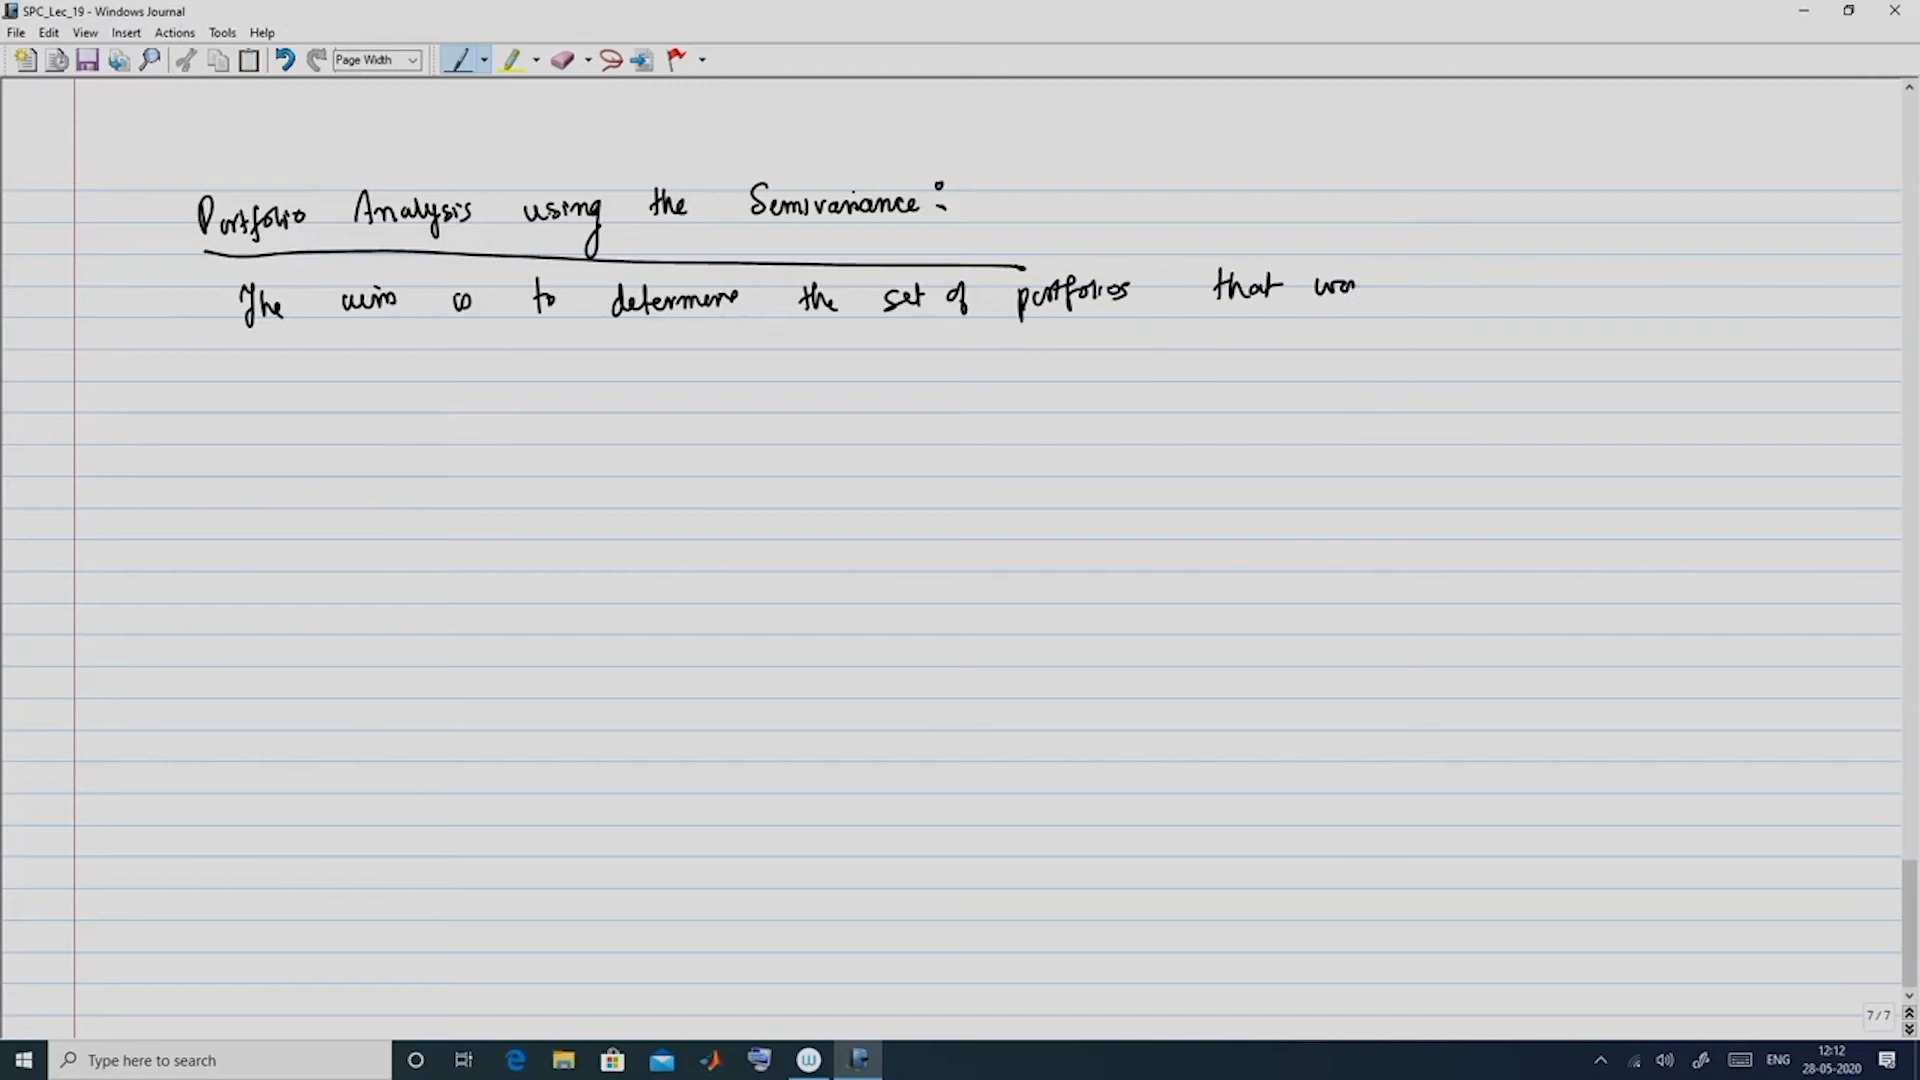 SPC_Lec_19 - Windows Journal
File Edit View Insert Actions Tools Help
Page Width
Portfolio Analysis using the Semivariance:
The aim is to determine the set of portfolios that
7 / 7
Type here to search
ENG
12:12
28-05-2020